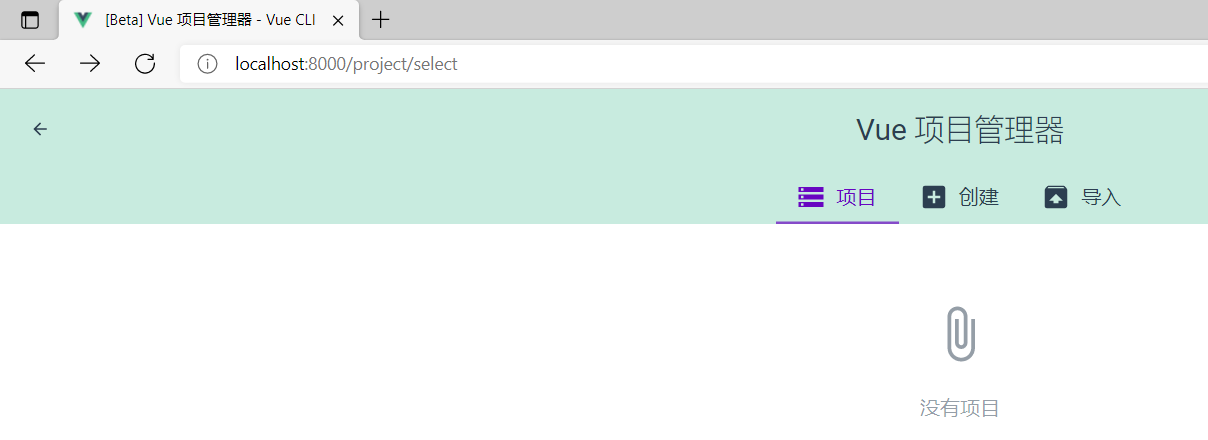 [Beta] Vue 项目管理器 - Vue CLI
localhost:8000/project/select
Vue 项目管理器
项目 创建 导入
没有项目